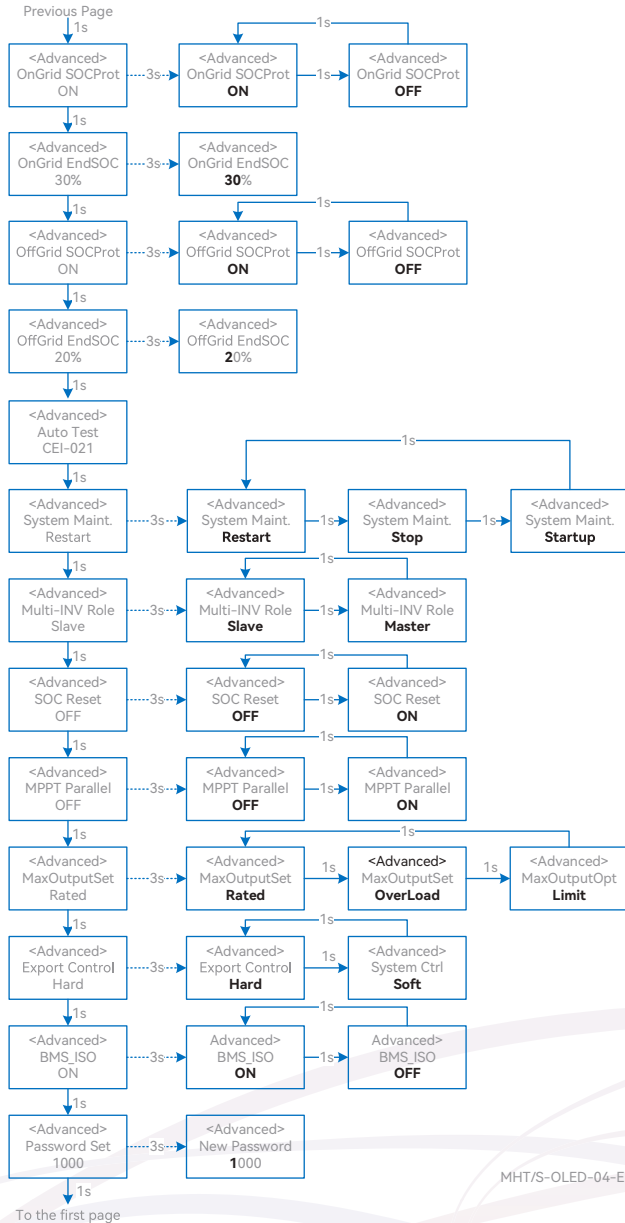 Previous Page
1s
1s
<Advanced>
OnGrid SOCProt
ON
3s
<Advanced>
OnGrid SOCProt
ON
1s
<Advanced>
OnGrid SOCProt
OFF
1s
<Advanced>
OnGrid EndSOC
30%
3s
<Advanced>
OnGrid EndSOC
30%
1s
1s
<Advanced>
OffGrid SOCProt
ON
3s
<Advanced>
OffGrid SOCProt
ON
1s
<Advanced>
OffGrid SOCProt
OFF
1s
<Advanced>
OffGrid EndSOC
20%
3s
<Advanced>
OffGrid EndSOC
20%
1s
<Advanced>
Auto Test
CEI-021
1s
1s
<Advanced>
System Maint.
Restart
3s
<Advanced>
System Maint.
Restart
1s
<Advanced>
System Maint.
Stop
1s
<Advanced>
System Maint.
Startup
1s
1s
<Advanced>
Multi-INV Role
Slave
3s
<Advanced>
Multi-INV Role
Slave
1s
<Advanced>
Multi-INV Role
Master
1s
1s
<Advanced>
SOC Reset
OFF
3s
<Advanced>
SOC Reset
OFF
1s
<Advanced>
SOC Reset
ON
1s
1s
<Advanced>
MPPT Parallel
OFF
3s
<Advanced>
MPPT Parallel
OFF
1s
<Advanced>
MPPT Parallel
ON
1s
1s
<Advanced>
MaxOutputSet
Rated
3s
<Advanced>
MaxOutputSet
Rated
1s
<Advanced>
MaxOutputSet
OverLoad
1s
<Advanced>
MaxOutputOpt
Limit
1s
1s
<Advanced>
Export Control
Hard
3s
<Advanced>
Export Control
Hard
1s
<Advanced>
System Ctrl
Soft
1s
1s
<Advanced>
BMS_ISO
ON
3s
Advanced>
BMS_ISO
ON
1s
Advanced>
BMS_ISO
OFF
1s
<Advanced>
Password Set
1000
3s
<Advanced>
New Password
1000
MHT/S-OLED-04-E
1s
To the first page